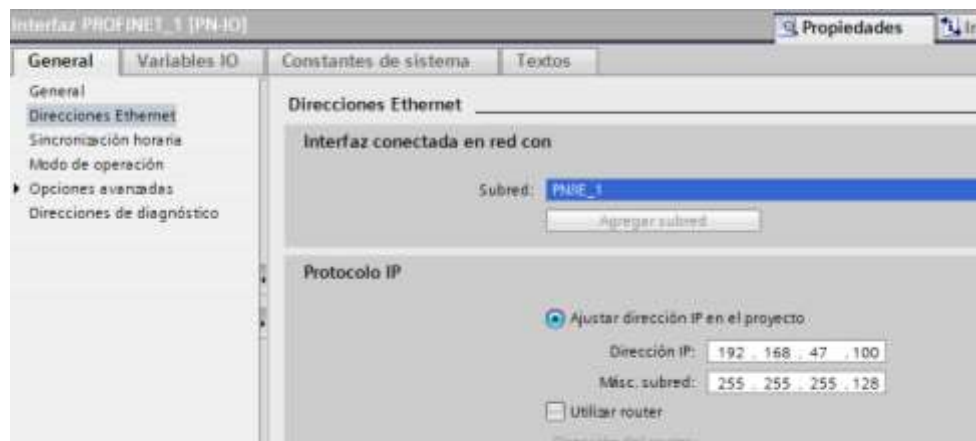 Interfaz PROFINET_1 [PN-IO]
Propiedades
General Variables IO Constantes de sistema Textos
General
Direcciones Ethernet
Sincronización horaria
Modo de operación
Opciones avanzadas
Direcciones de diagnóstico
Direcciones Ethernet
Interfaz conectada en red con
Subred: PN/IE_1
Agregar subred
Protocolo IP
Ajustar dirección IP en el proyecto
Dirección IP: 192 . 168 . 47 . 100
Másc. subred: 255 . 255 . 255 . 128
Utilizar router